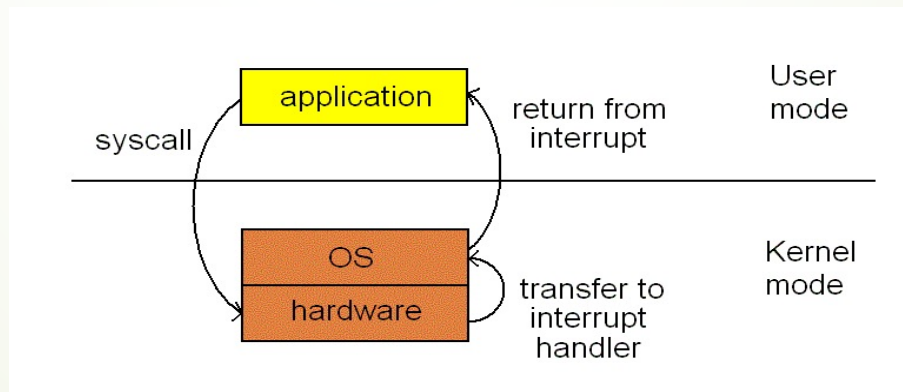 application
User
mode
return from
interrupt
syscall
OS
hardware
Kernel
mode
transfer to
interrupt
handler